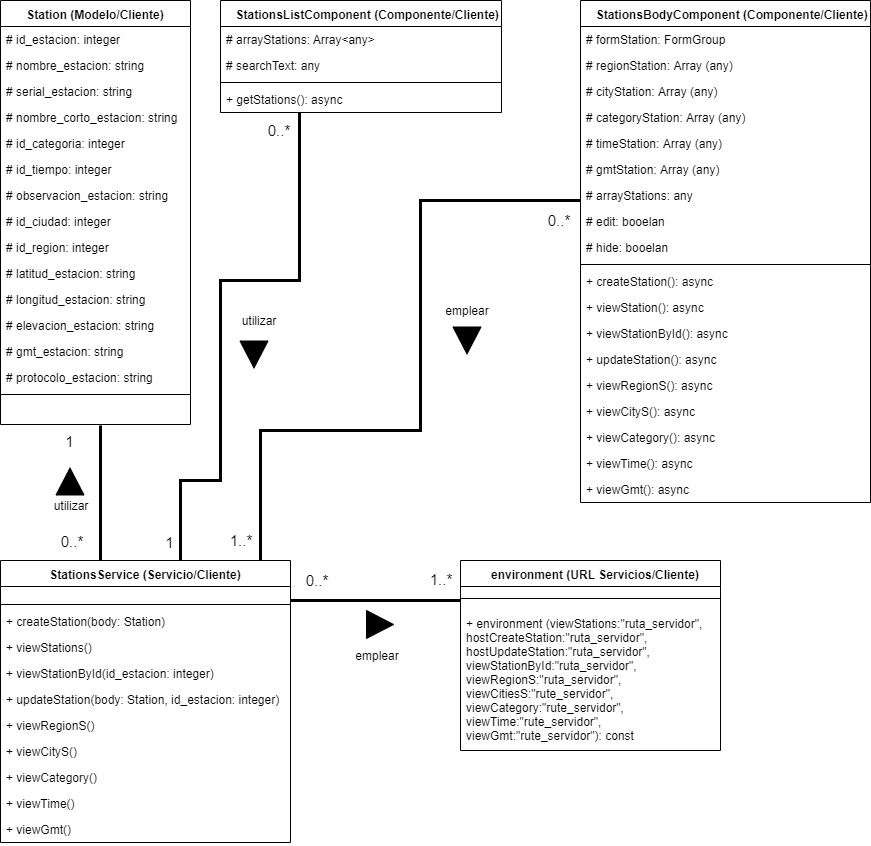 Station (Modelo/Cliente)
# id_estacion: integer
# nombre_estacion: string
# serial_estacion: string
# nombre_corto_estacion: string
# id_categoria: integer
# id_tiempo: integer
# observacion_estacion: string
# id_ciudad: integer
# id_region: integer
# latitud_estacion: string
# longitud_estacion: string
# elevacion_estacion: string
# gmt_estacion: string
# protocolo_estacion: string
StationsListComponent (Componente/Cliente)
# arrayStations: Array<any>
# searchText: any
+ getStations(): async
StationsBodyComponent (Componente/Cliente)
# formStation: FormGroup
# regionStation: Array (any)
# cityStation: Array (any)
# categoryStation: Array (any)
# timeStation: Array (any)
# gmtStation: Array (any)
# arrayStations: any
# edit: booelan
# hide: booelan
+ createStation(): async
+ viewStation(): async
+ viewStationById(): async
+ updateStation(): async
+ viewRegionS(): async
+ viewCityS(): async
+ viewCategory(): async
+ viewTime(): async
+ viewGmt(): async
0..*
0..*
utilizar
emplear
1
utilizar
0..*
1
1..*
StationsService (Servicio/Cliente)
+ createStation(body: Station)
+ viewStations()
+ viewStationById(id_estacion: integer)
+ updateStation(body: Station, id_estacion: integer)
+ viewRegionS()
+ viewCityS()
+ viewCategory()
+ viewTime()
+ viewGmt()
0..*
1..*
emplear
environment (URL Servicios/Cliente)
+ environment (viewStations:"ruta_servidor",
hostCreateStation:"ruta_servidor",
hostUpdateStation:"ruta_servidor",
viewStationById:"ruta_servidor",
viewRegionS:"ruta_servidor",
viewCitiesS:"rute_servidor",
viewCategory:"rute_servidor",
viewTime:"rute_servidor",
viewGmt:"rute_servidor"): const